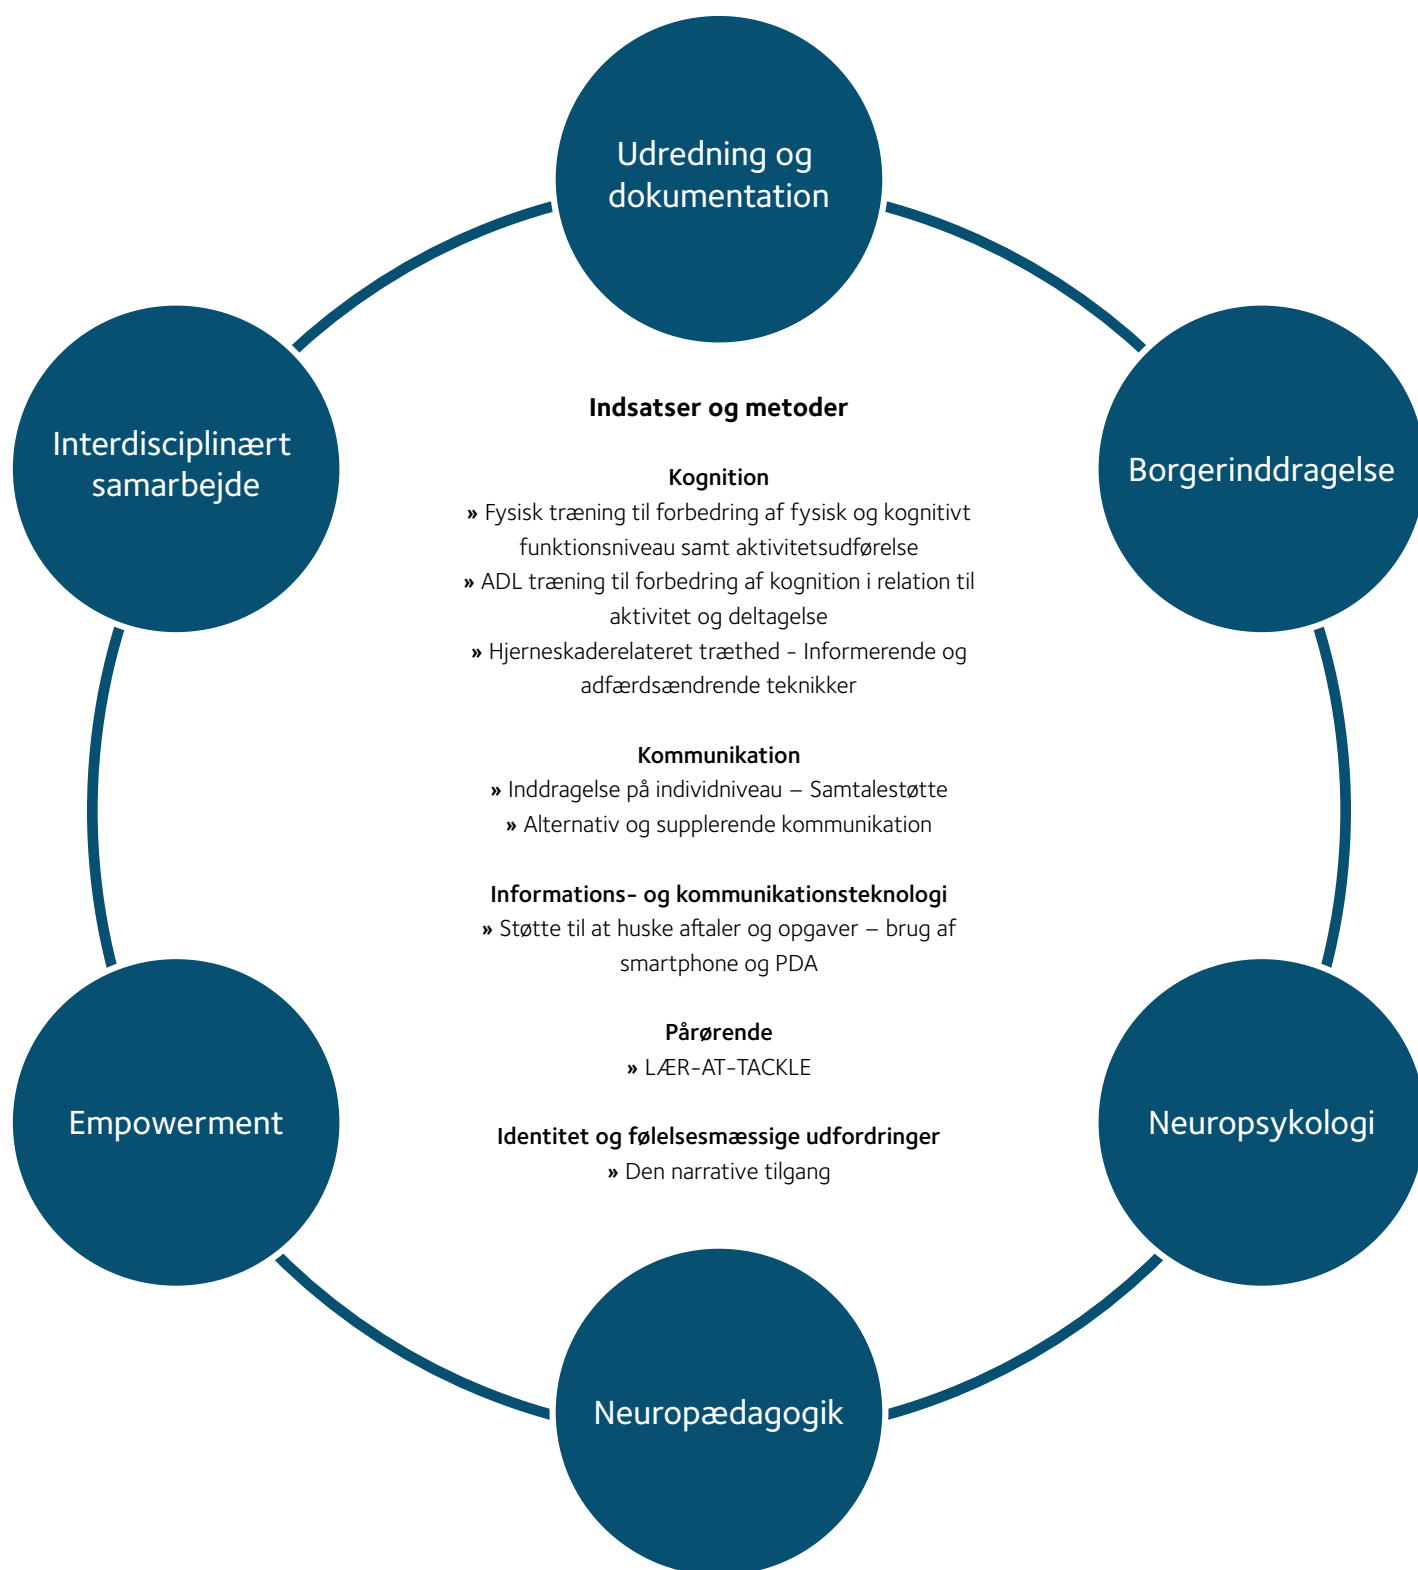 Udredning og
dokumentation
Interdisciplinært
samarbejde
Borgerinddragelse
Indsatser og metoder
Kognition
» Fysisk træning til forbedring af fysisk og kognitivt
funktionsniveau samt aktivitetsudførelse
» ADL træning til forbedring af kognition i relation til
aktivitet og deltagelse
» Hjerneskaderelateret træthed - Informerende og
adfærdsændrende teknikker
Kommunikation
» Inddragelse på individniveau – Samtalestøtte
» Alternativ og supplerende kommunikation
Informations- og kommunikationsteknologi
» Støtte til at huske aftaler og opgaver – brug af
smartphone og PDA
Pårørende
» LÆR-AT-TACKLE
Identitet og følelsesmæssige udfordringer
» Den narrative tilgang
Empowerment
Neuropsykologi
Neuropædagogik